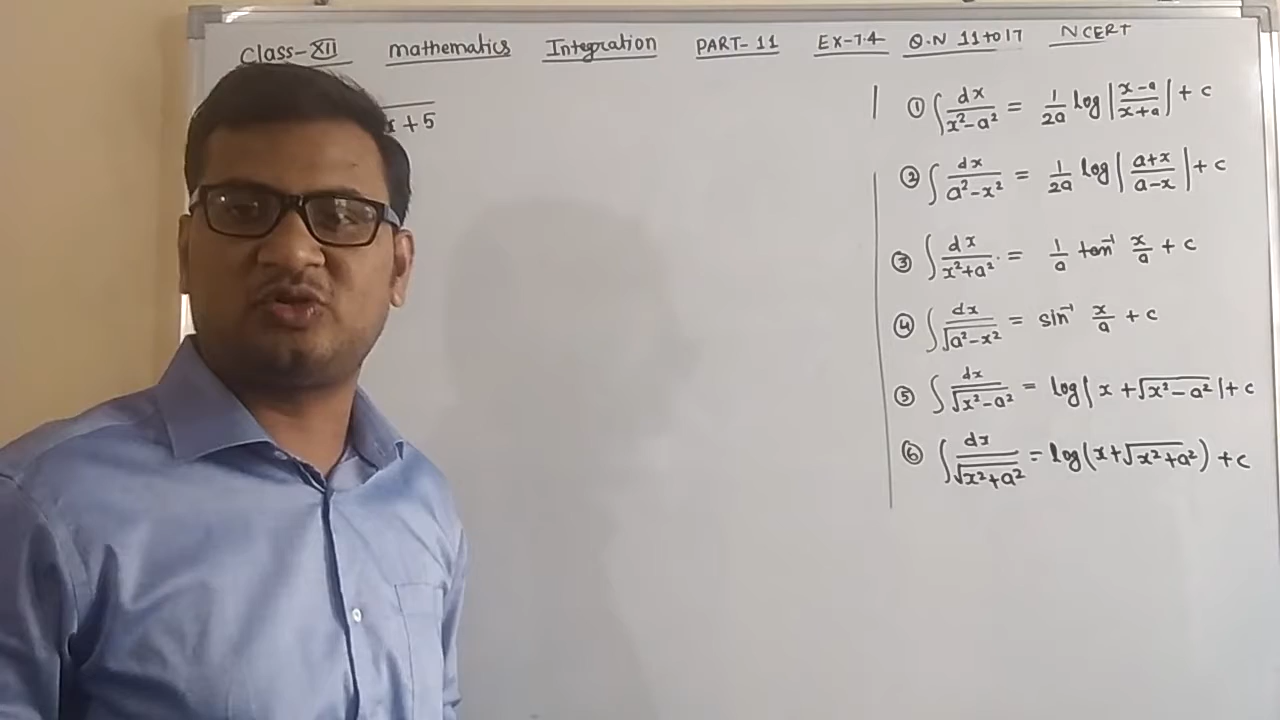 Class-XII mathematics Integration PART-11 EX-7.4 Q.N 11 to 17 NCERT
x + 5
① ∫ dx / (x² - a²) = 1/2a log |(x - a)/(x + a)| + c
② ∫ dx / (a² - x²) = 1/2a log |(a + x)/(a - x)| + c
③ ∫ dx / (x² + a²) = 1/a tan⁻¹ x/a + c
④ ∫ dx / √(a² - x²) = sin⁻¹ x/a + c
⑤ ∫ dx / √(x² - a²) = log | x + √(x² - a²) | + c
⑥ ∫ dx / √(x² + a²) = log (x + √(x² + a²)) + c